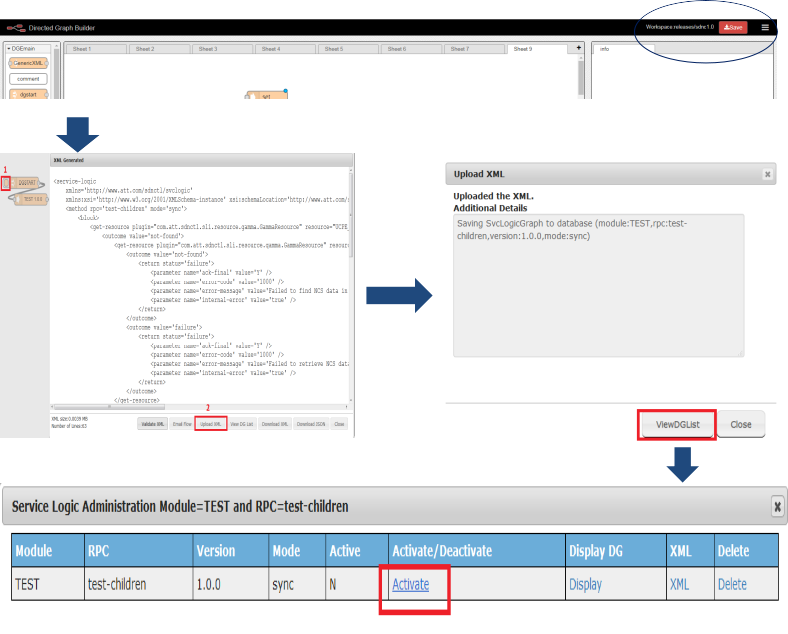 Directed Graph Builder
Workspace releases/sdnc1.0
Save
DGEmain
Sheet 1
Sheet 2
Sheet 3
Sheet 4
Sheet 5
Sheet 6
Sheet 7
Sheet 9
+
info
GenericXML
comment
dgstart
set
1
DGSTART
TEST 1.0.0
XML Generated
<service-logic
xmlns='http://www.att.com/sdnctl/svclogic'
xmlns:xsi='http://www.w3.org/2001/XMLSchema-instance' xsi:schemaLocation='http://www.att.com/s
<method rpc='test-children' mode='sync'>
<block>
<get-resource plugin="com.att.sdnctl.sli.resource.gamma.GammaResource" resource="UCPE
<outcome value='not-found'>
<get-resource plugin="com.att.sdnctl.sli.resource.gamma.GammaResource" resourc
<outcome value='not-found'>
<return status='failure'>
<parameter name='ack-final' value='Y' />
<parameter name='error-code' value='1000' />
<parameter name='error-message' value='Failed to find NCS data in
<parameter name='internal-error' value='true' />
</return>
</outcome>
<outcome value='failure'>
<return status='failure'>
<parameter name='ack-final' value='Y' />
<parameter name='error-code' value='1000' />
<parameter name='error-message' value='Failed to retrieve NCS data
<parameter name='internal-error' value='true' />
</return>
</outcome>
</get-resource>
2
XML size:0.0039 MB
Number of Lines:63
Validate XML
Email Flow
Upload XML
View DG List
Download XML
Download JSON
Close
Upload XML
x
Uploaded the XML.
Additional Details
Saving SvcLogicGraph to database (module:TEST,rpc:test-
children,version:1.0.0,mode:sync)
ViewDGList
Close
Service Logic Administration Module=TEST and RPC=test-children
x
Module RPC Version Mode Active Activate/Deactivate Display DG XML Delete
TEST test-children 1.0.0 sync N Activate Display XML Delete